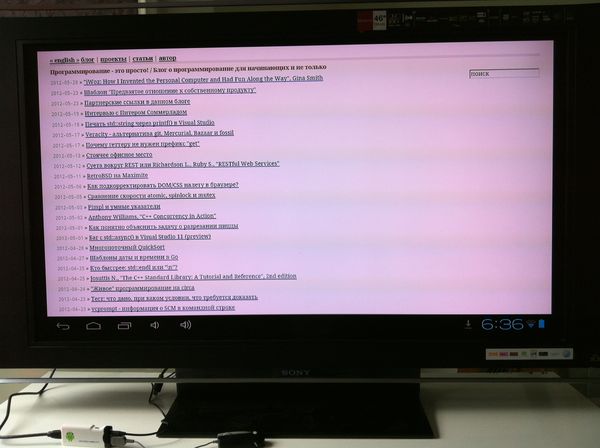 46"
« english » блог | проекты | статьи | автор
Программирование - это просто! / Блог о программировании для начинающих и не только
поиск
2012-05-28 » "iWoz: How I Invented the Personal Computer and Had Fun Along the Way", Gina Smith
2012-05-23 » Шаблон "Предвзятое отношение к собственному продукту"
2012-05-23 » Партнерские ссылки в данном блоге
2012-05-19 » Интервью с Питером Соммерладом
2012-05-18 » Печать std::string через printf() в Visual Studio
2012-05-17 » Veracity - альтернатива git, Mercurial, Bazaar и fossil
2012-05-17 » Почему геттеру не нужен префикс "get"
2012-05-13 » Стоячее офисное место
2012-05-12 » Суета вокруг REST или Richardson L., Ruby S., "RESTful Web Services"
2012-05-11 » RetroBSD на Maximite
2012-05-06 » Как подкорректировать DOM/CSS налету в браузере?
2012-05-05 » Сравнение скорости atomic, spinlock и mutex
2012-05-03 » Pimpl и умные указатели
2012-05-02 » Anthony Williams, "C++ Concurrency in Action"
2012-05-01 » Как понятно объяснить задачу о разрезании пиццы
2012-05-01 » Баг с std::async() в Visual Studio 11 (preview)
2012-04-28 » Многопоточный QuickSort
2012-04-27 » Шаблоны даты и времени в Go
2012-04-25 » Кто быстрее: std::endl или "\n"?
2012-04-25 » Josuttis N., "The C++ Standard Library: A Tutorial and Reference", 2nd edition
2012-04-24 » "Живое" программирование на
2012-04-23 » Тест: что дано, при каком условии, что требуется доказать
2012-04-23 » vcprompt - информация о SCM в командной строке
6:36
SONY